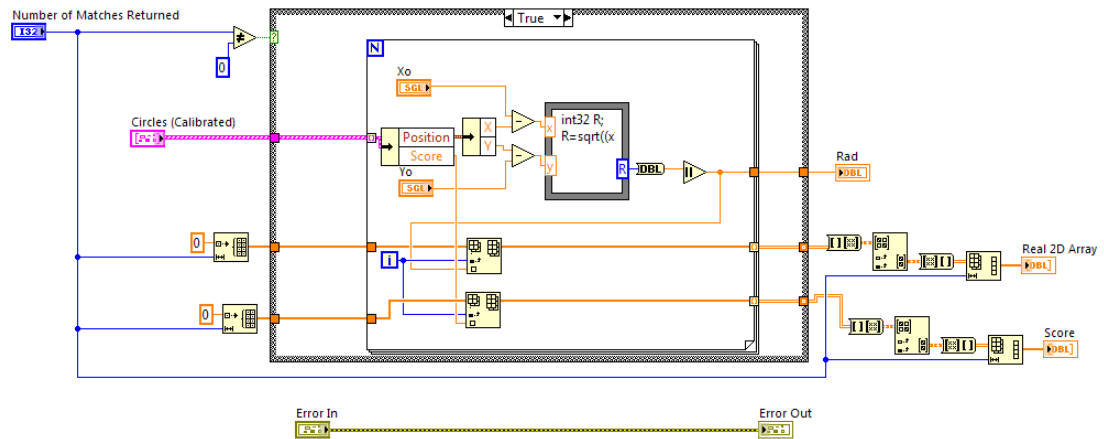 Number of Matches Returned
I32
True
0
N
Xo
SGL
int32 R;
R=sqrt((x
x
Circles (Calibrated)
Position
X
Y
Score
Yo
SGL
y
R
DBL
Rad
DBL
0
i
Real 2D Array
DBL
0
Score
DBL
Error In
Error Out